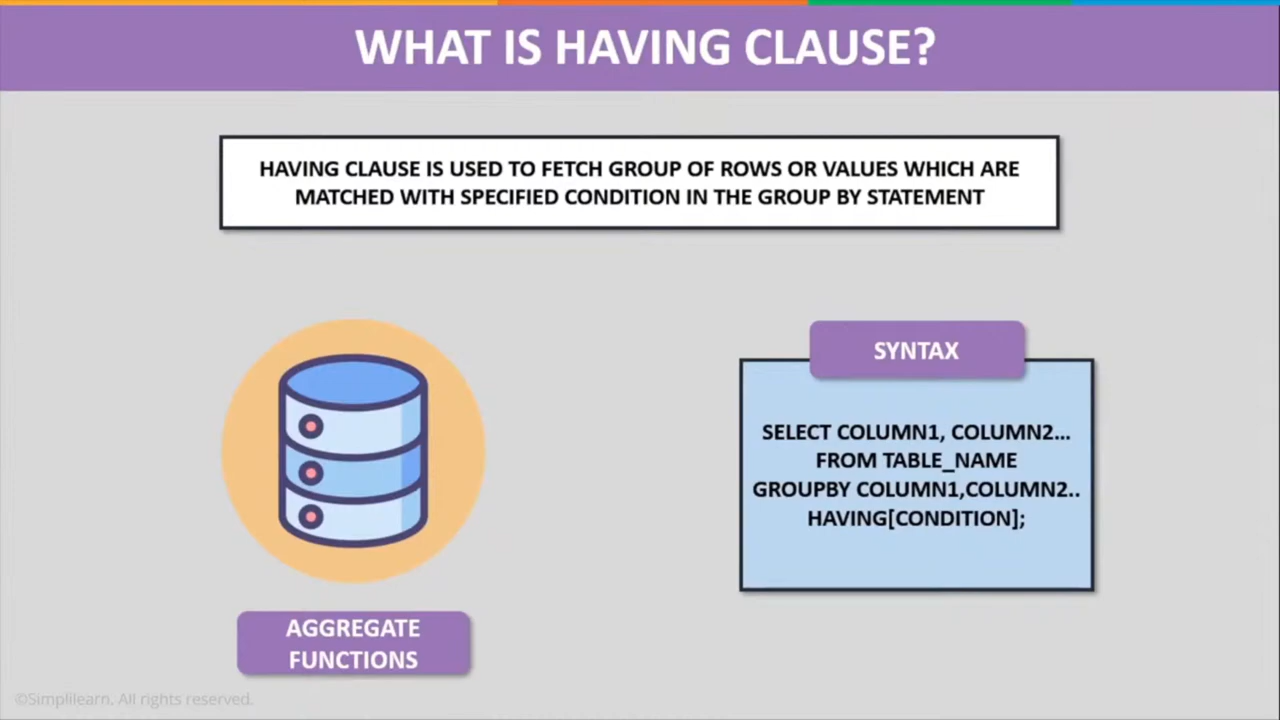 WHAT IS HAVING CLAUSE?
HAVING CLAUSE IS USED TO FETCH GROUP OF ROWS OR VALUES WHICH ARE
MATCHED WITH SPECIFIED CONDITION IN THE GROUP BY STATEMENT
SYNTAX
SELECT COLUMN1, COLUMN2...
FROM TABLE_NAME
GROUPBY COLUMN1,COLUMN2..
HAVING[CONDITION];
AGGREGATE
FUNCTIONS
©Simplilearn. All rights reserved.